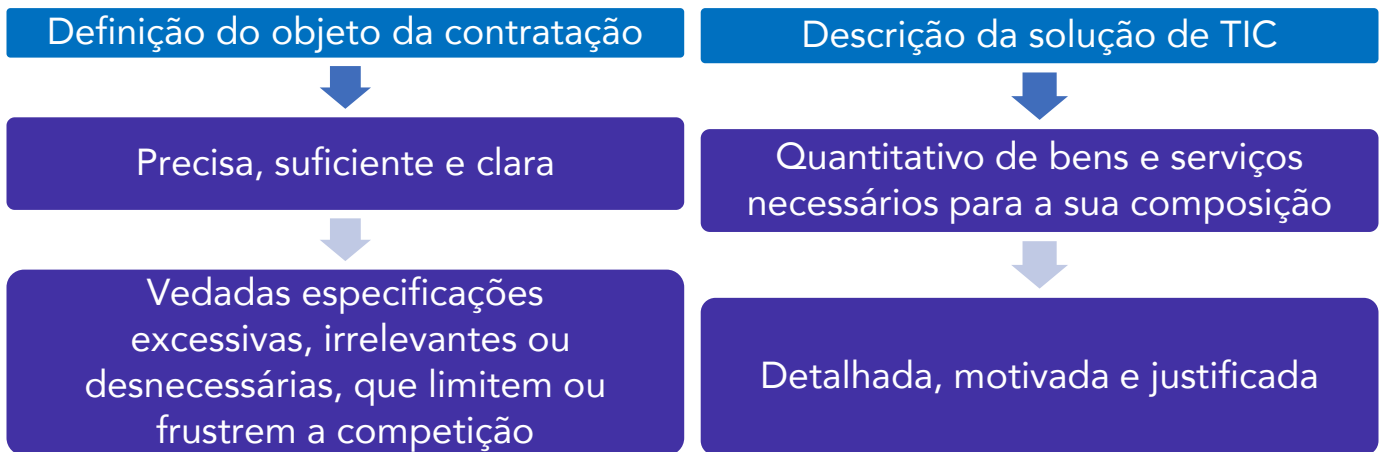 Definição do objeto da contratação
Precisa, suficiente e clara
Vedadas especificações
excessivas, irrelevantes ou
desnecessárias, que limitem ou
frustrem a competição
Descrição da solução de TIC
Quantitativo de bens e serviços
necessários para a sua composição
Detalhada, motivada e justificada